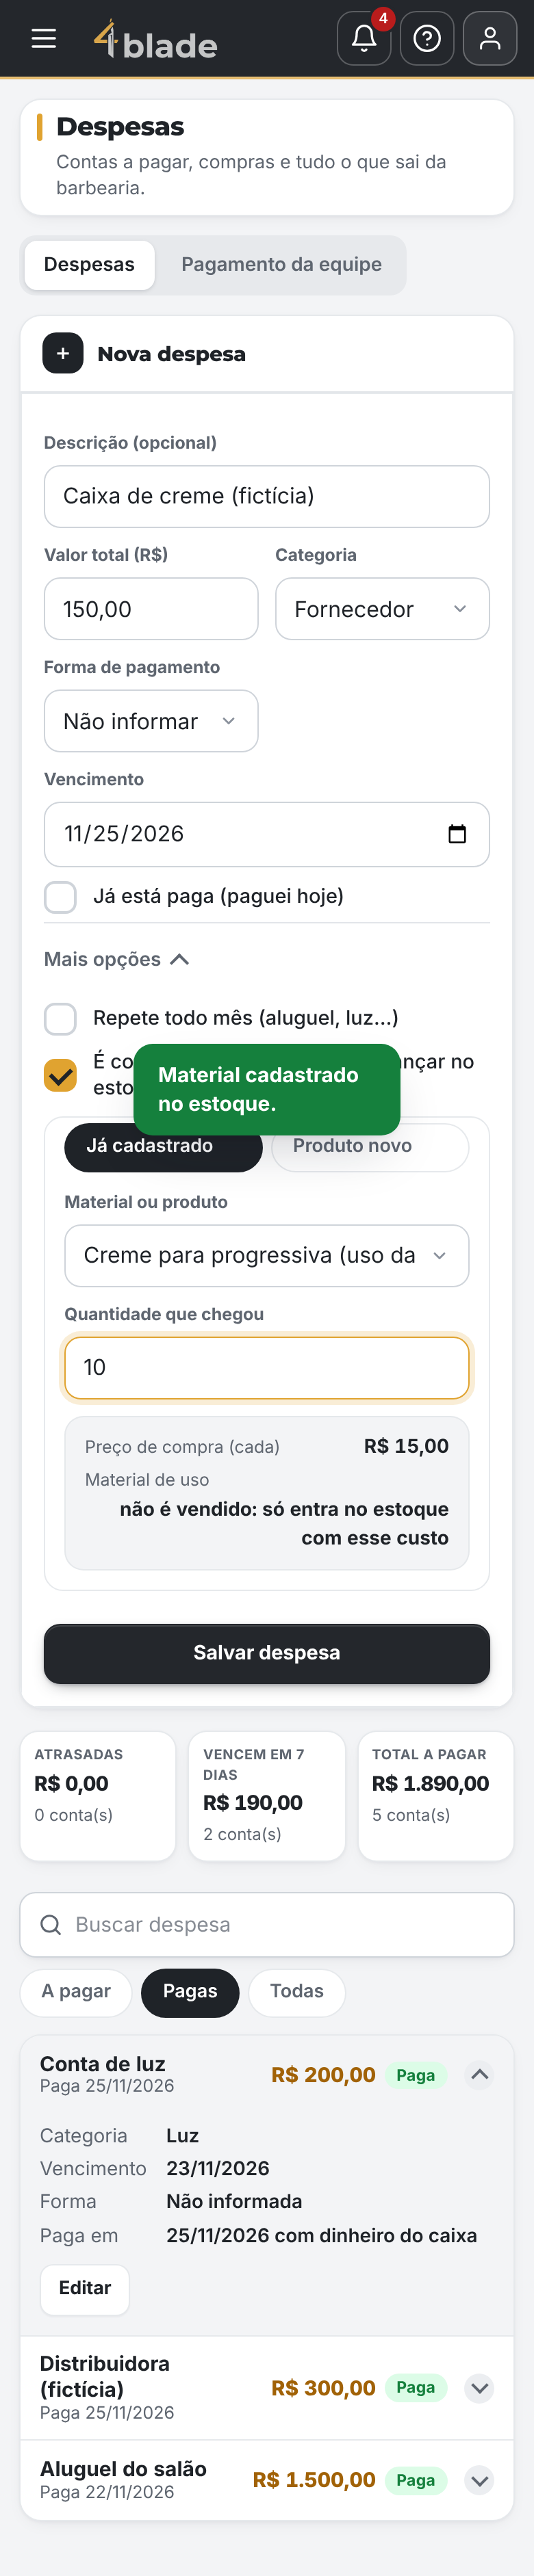 4blade
4
Despesas
Contas a pagar, compras e tudo o que sai da
barbearia.
Despesas
Pagamento da equipe
+ Nova despesa
Descrição (opcional)
Caixa de creme (fictícia)
Valor total (R$)
Categoria
150,00
Fornecedor
Forma de pagamento
Não informar
Vencimento
11/25/2026
Já está paga (paguei hoje)
Mais opções
Repete todo mês (aluguel, luz...)
É co
nçar no
esto
Material cadastrado
no estoque.
Já cadastrado
Produto novo
Material ou produto
Creme para progressiva (uso da
Quantidade que chegou
10
Preço de compra (cada)
R$ 15,00
Material de uso
não é vendido: só entra no estoque
com esse custo
Salvar despesa
ATRASADAS
R$ 0,00
0 conta(s)
VENCEM EM 7
DIAS
R$ 190,00
2 conta(s)
TOTAL A PAGAR
R$ 1.890,00
5 conta(s)
Buscar despesa
A pagar
Pagas
Todas
Conta de luz
Paga 25/11/2026
R$ 200,00
Paga
Categoria Luz
Vencimento 23/11/2026
Forma Não informada
Paga em 25/11/2026 com dinheiro do caixa
Editar
Distribuidora
(fictícia)
Paga 25/11/2026
R$ 300,00
Paga
Aluguel do salão
Paga 22/11/2026
R$ 1.500,00
Paga